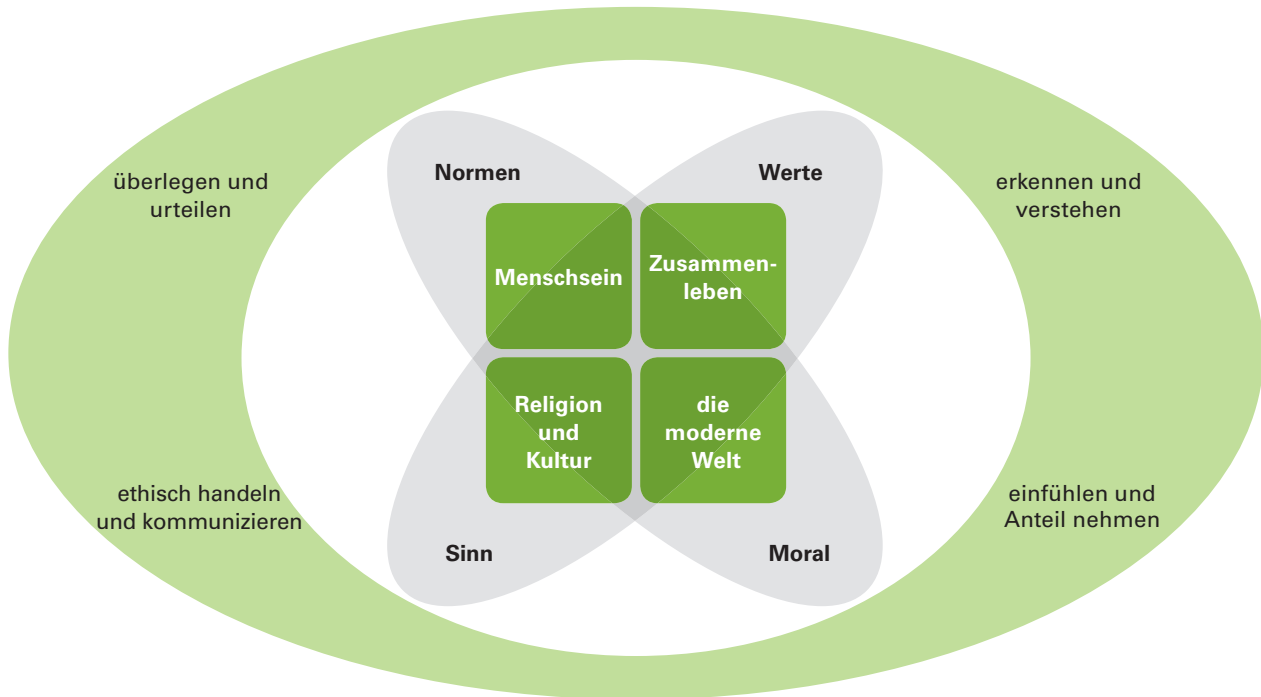 Normen
Werte
überlegen und
urteilen
erkennen und
verstehen
Menschsein
Zusammen-
leben
Religion
und
Kultur
die
moderne
Welt
ethisch handeln
und kommunizieren
einfühlen und
Anteil nehmen
Sinn
Moral